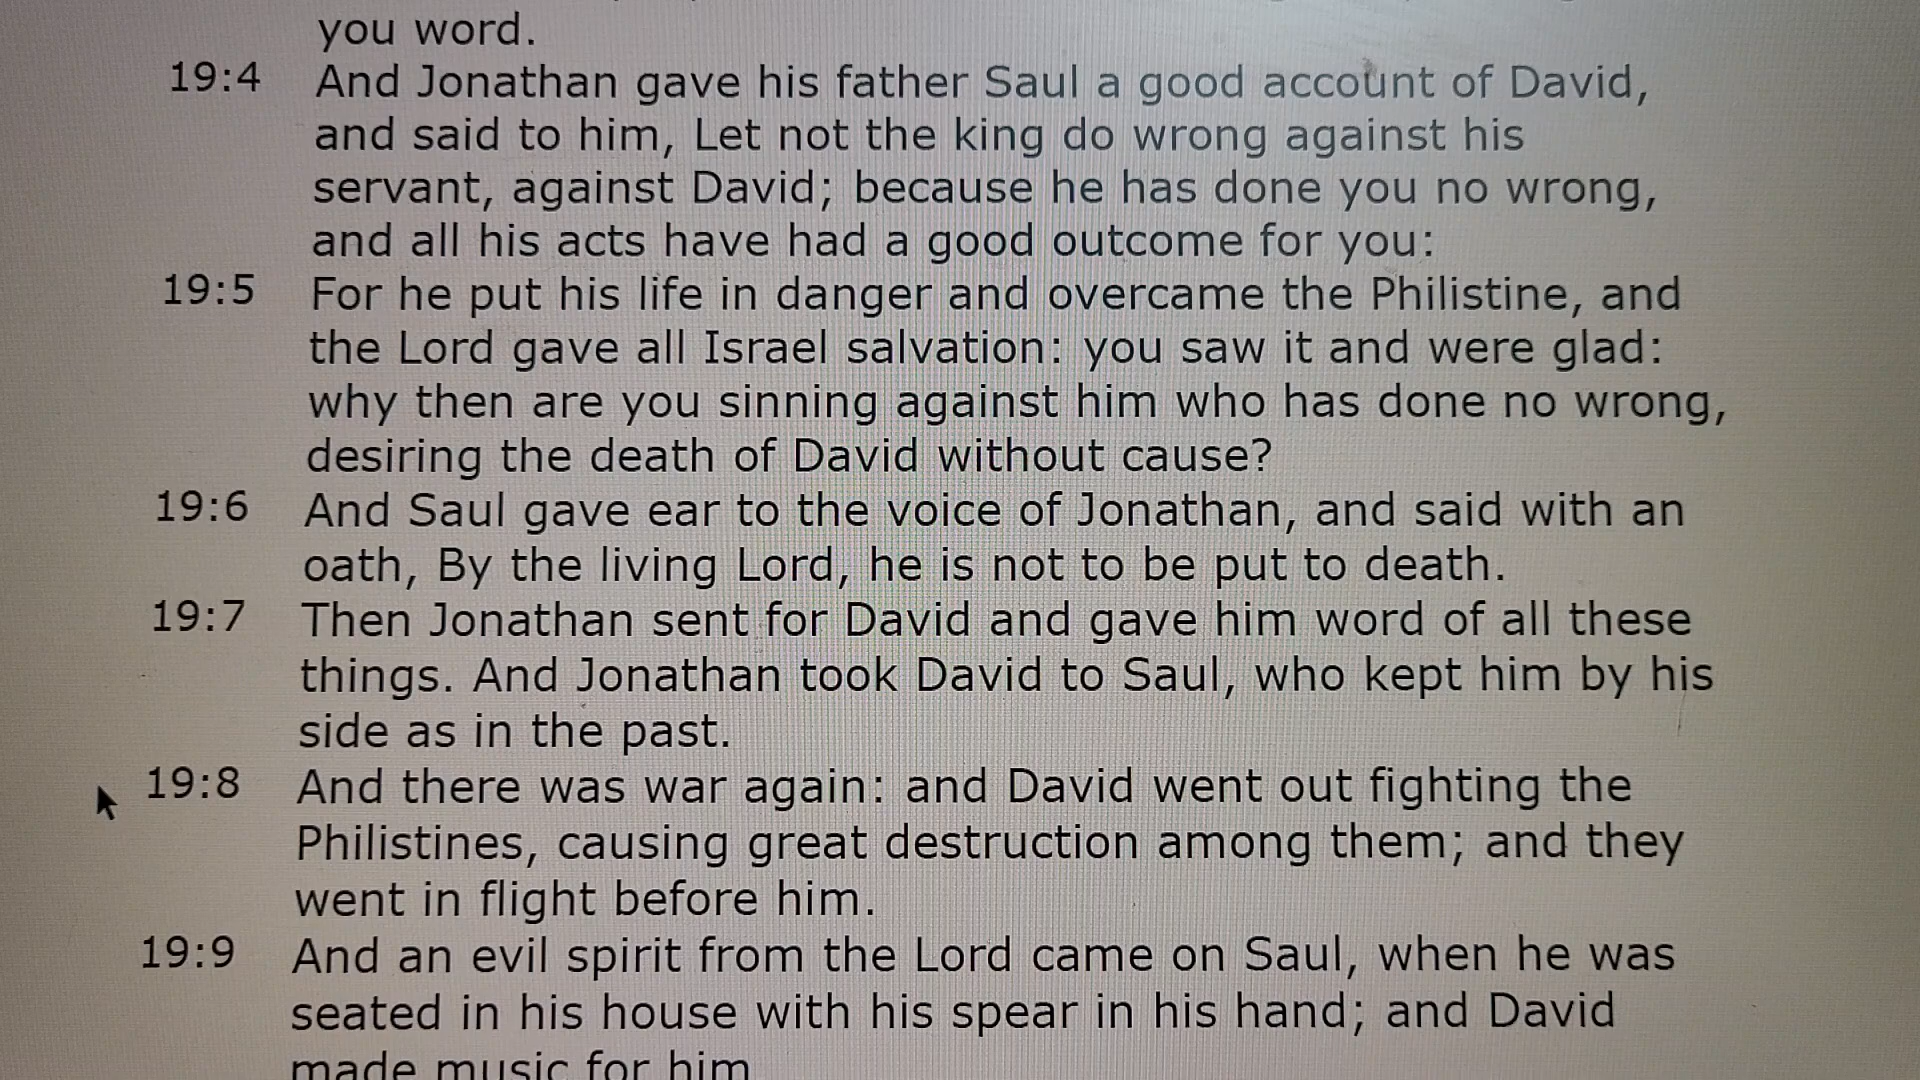 you word.
19:4 And Jonathan gave his father Saul a good account of David,
and said to him, Let not the king do wrong against his
servant, against David; because he has done you no wrong,
and all his acts have had a good outcome for you:
19:5 For he put his life in danger and overcame the Philistine, and
the Lord gave all Israel salvation: you saw it and were glad:
why then are you sinning against him who has done no wrong,
desiring the death of David without cause?
19:6 And Saul gave ear to the voice of Jonathan, and said with an
oath, By the living Lord, he is not to be put to death.
19:7 Then Jonathan sent for David and gave him word of all these
things. And Jonathan took David to Saul, who kept him by his
side as in the past.
19:8 And there was war again: and David went out fighting the
Philistines, causing great destruction among them; and they
went in flight before him.
19:9 And an evil spirit from the Lord came on Saul, when he was
seated in his house with his spear in his hand; and David
made music for him